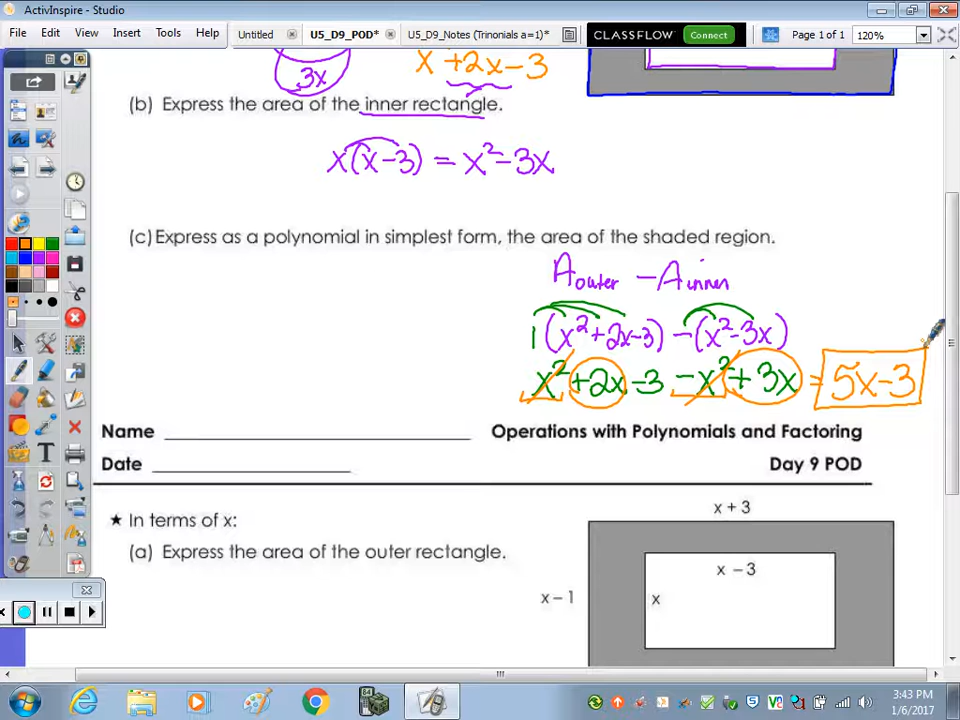 ActivInspire - Studio
File Edit View Insert Tools Help Untitled U5_D9_POD* U5_D9_Notes (Trinonials a=1)* CLASSFLOW Connect Page 1 of 1 120%
3x x +2x-3
(b) Express the area of the inner rectangle.
x(x-3) = x²-3x
(c) Express as a polynomial in simplest form, the area of the shaded region.
A outer - A inner
1(x²+2x-3) -(x²-3x)
x²+2x-3 -x²+3x = 5x-3
Name Operations with Polynomials and Factoring
Date Day 9 POD
x + 3
★ In terms of x:
(a) Express the area of the outer rectangle.
x - 3
x - 1 x
3:43 PM
1/6/2017